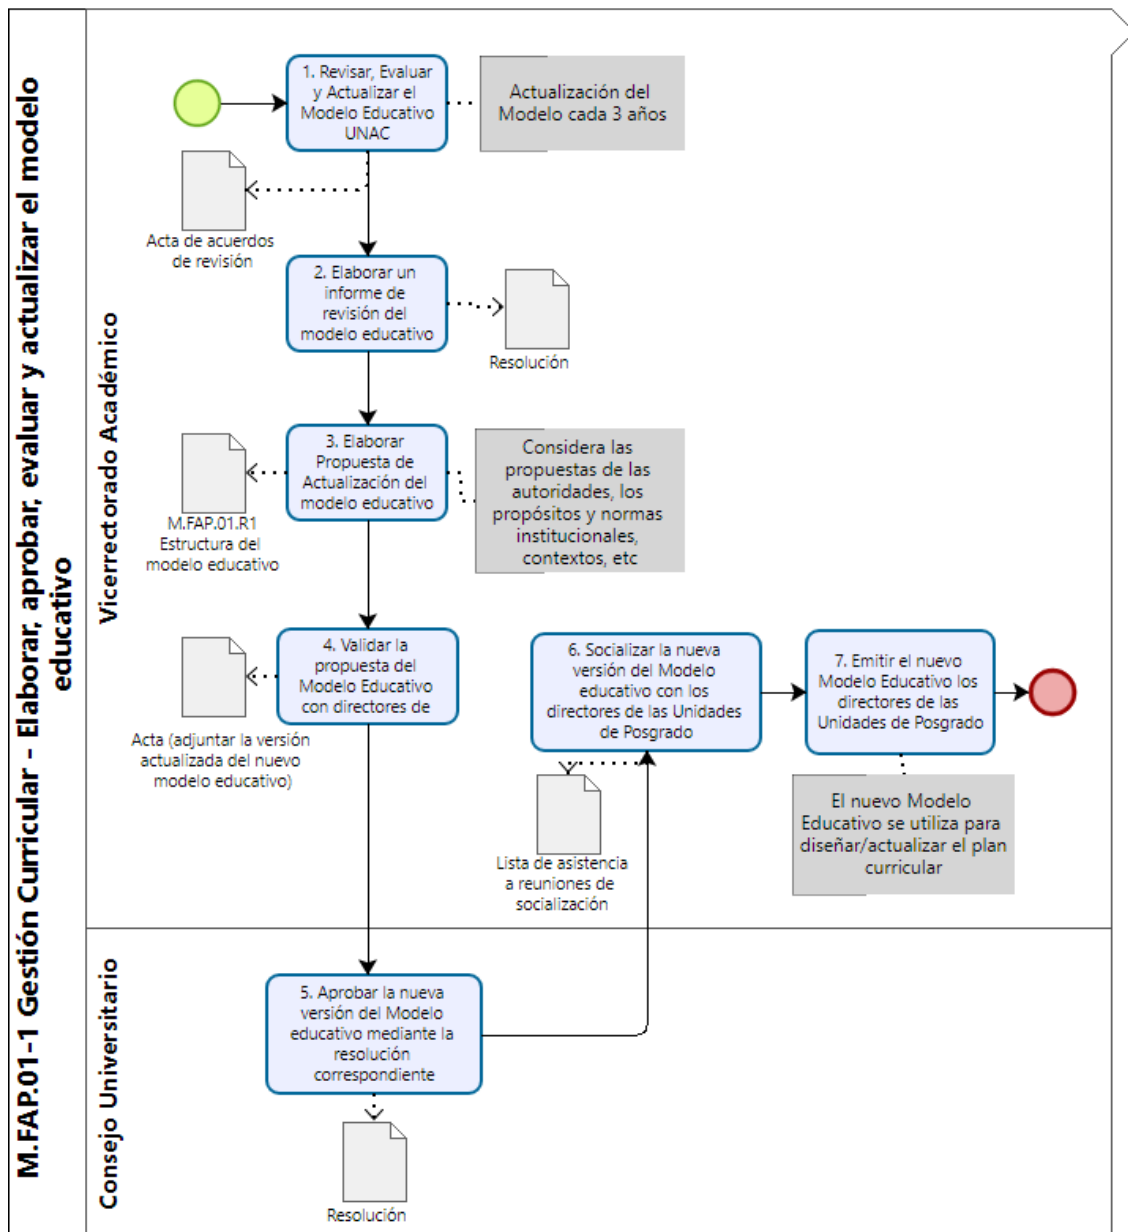 M.FAP.01-1 Gestión Curricular - Elaborar, aprobar, evaluar y actualizar el modelo
educativo
Vicerrectorado Académico
1. Revisar, Evaluar
y Actualizar el
Modelo Educativo
UNAC
Actualización del
Modelo cada 3 años
Acta de acuerdos
de revisión
2. Elaborar un
informe de
revisión del
modelo educativo
Resolución
3. Elaborar
Propuesta de
Actualización del
modelo educativo
Considera las
propuestas de las
autoridades, los
propósitos y normas
institucionales,
contextos, etc
M.FAP.01.R1
Estructura del
modelo educativo
4. Validar la
propuesta del
Modelo Educativo
con directores de
Acta (adjuntar la versión
actualizada del nuevo
modelo educativo)
6. Socializar la nueva
versión del Modelo
educativo con los
directores de las Unidades
de Posgrado
7. Emitir el nuevo
Modelo Educativo los
directores de las
Unidades de Posgrado
Lista de asistencia
a reuniones de
socialización
El nuevo Modelo
Educativo se utiliza para
diseñar/actualizar el plan
curricular
Consejo Universitario
5. Aprobar la nueva
versión del Modelo
educativo mediante la
resolución
correspondiente
Resolución